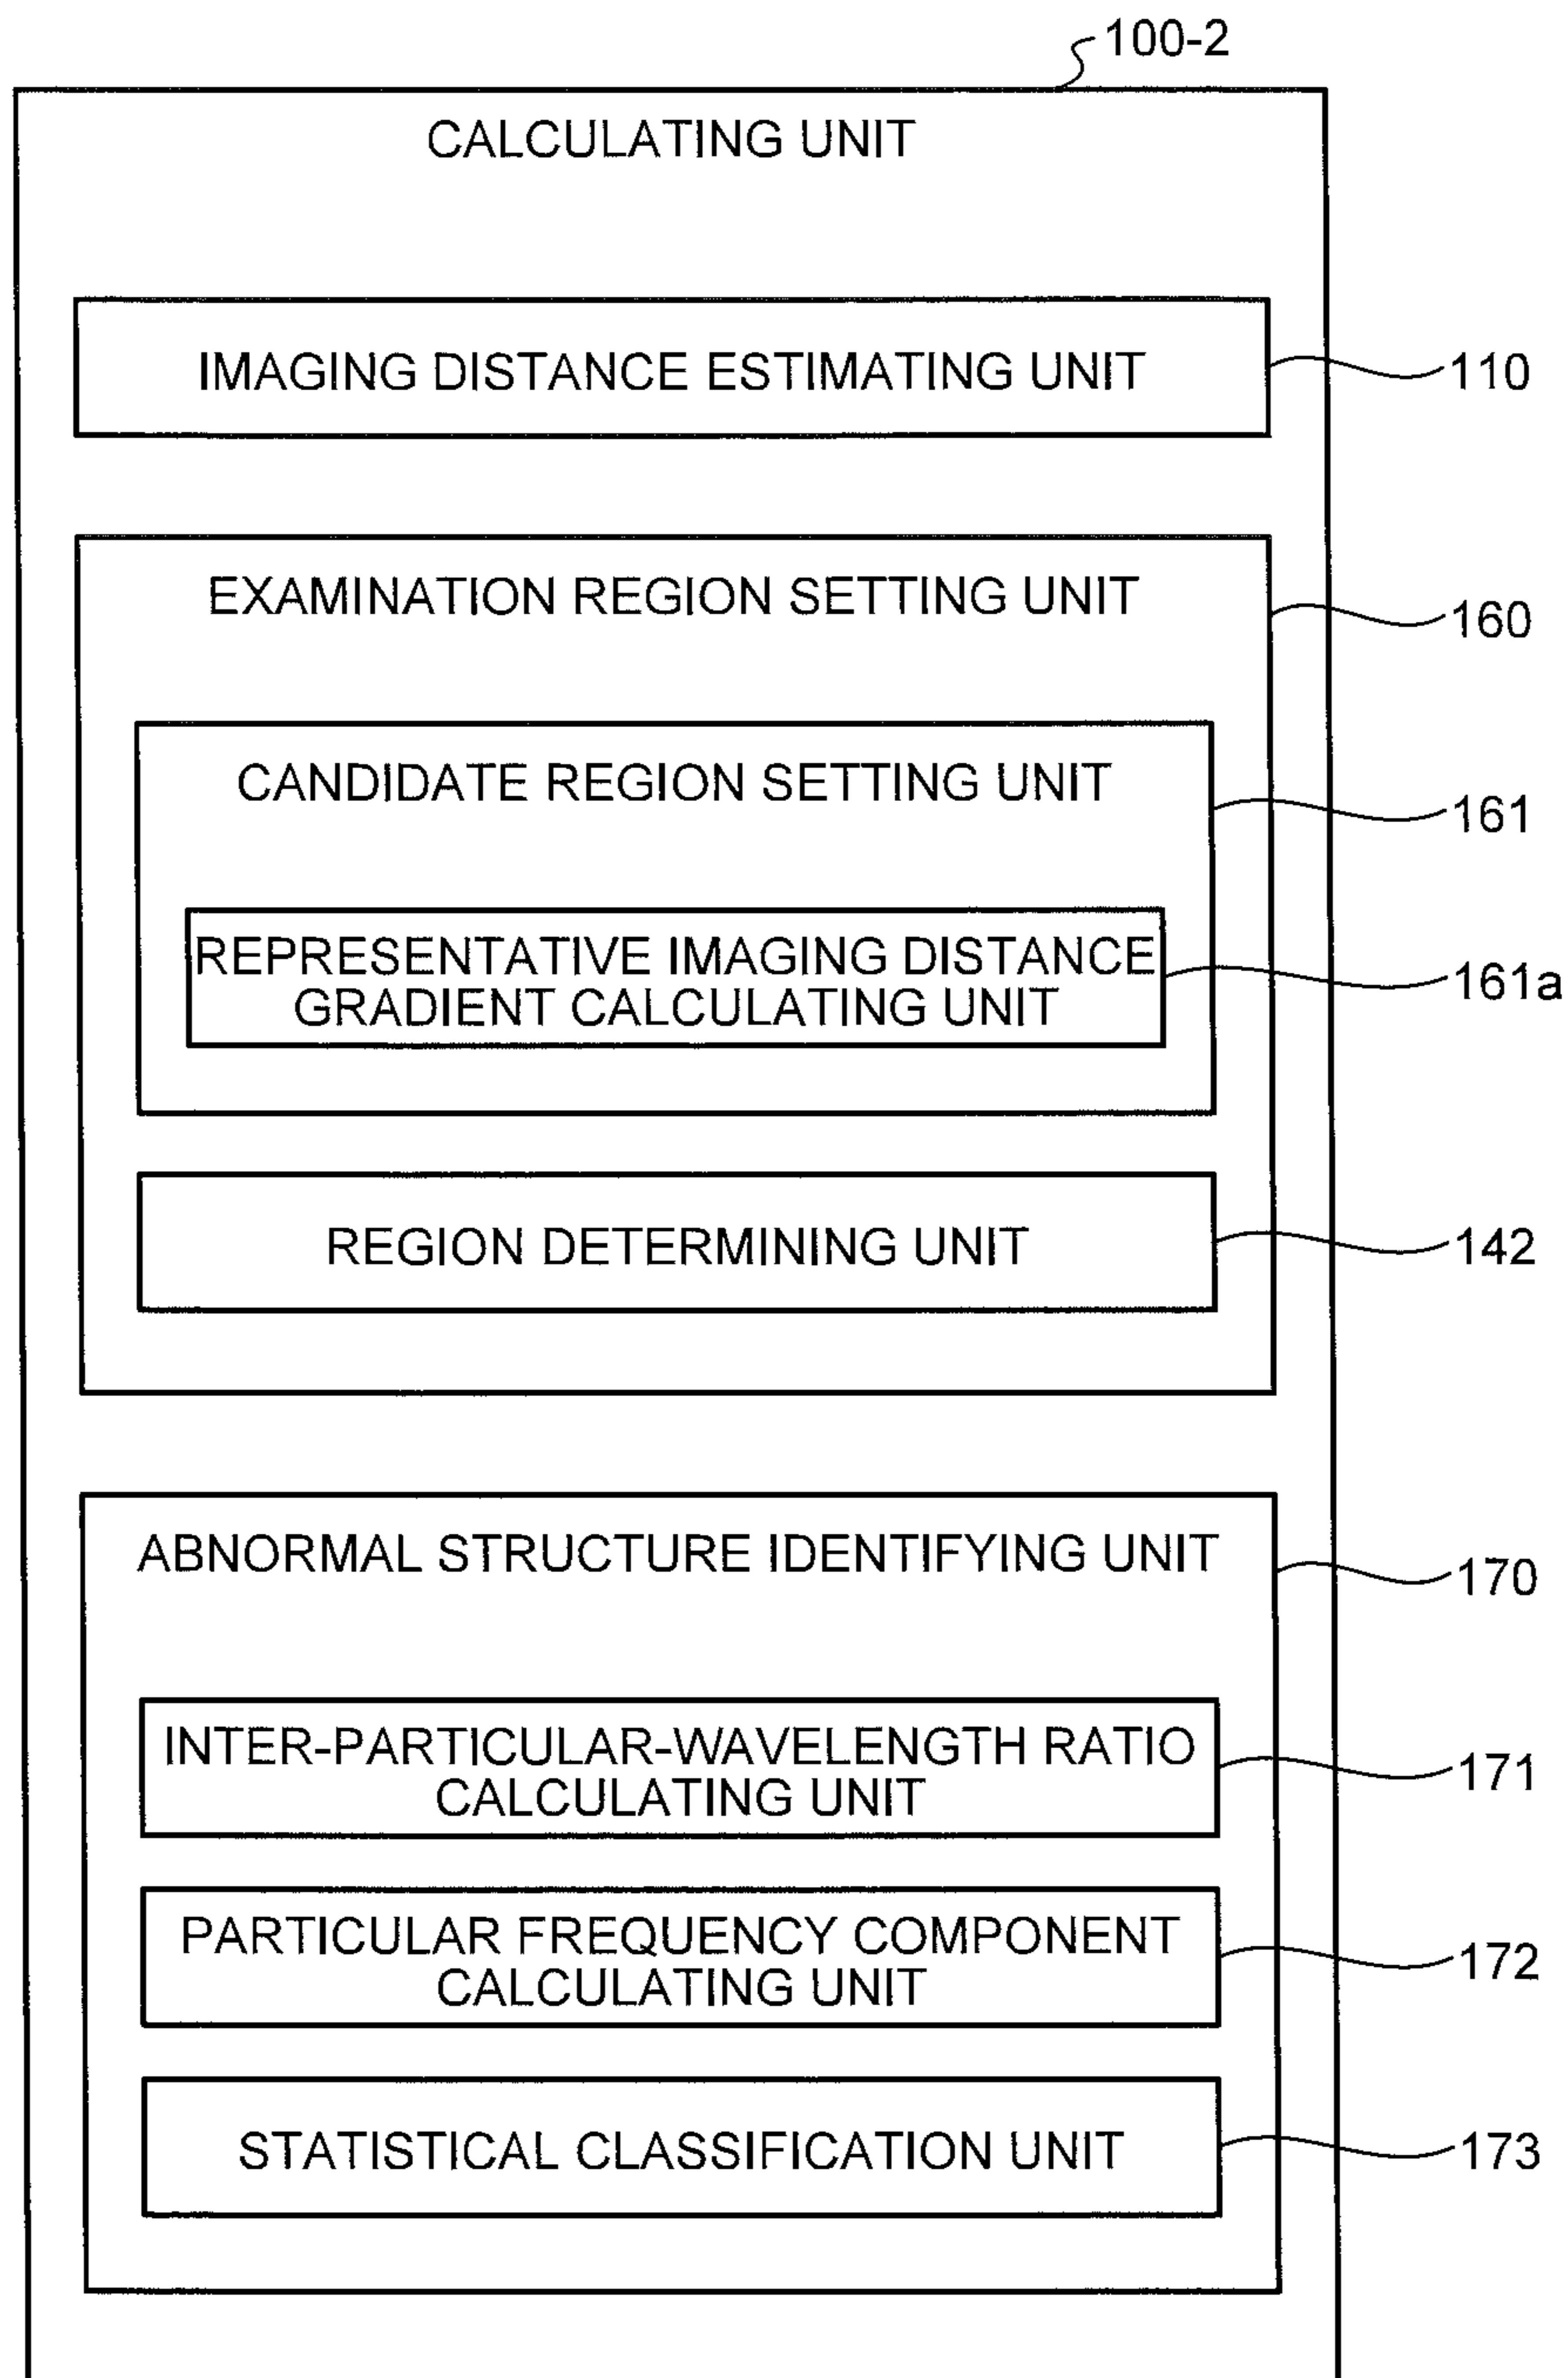 100-2
CALCULATING UNIT
IMAGING DISTANCE ESTIMATING UNIT
110
EXAMINATION REGION SETTING UNIT
160
CANDIDATE REGION SETTING UNIT
161
REPRESENTATIVE IMAGING DISTANCE
GRADIENT CALCULATING UNIT
161a
REGION DETERMINING UNIT
142
ABNORMAL STRUCTURE IDENTIFYING UNIT
170
INTER-PARTICULAR-WAVELENGTH RATIO
CALCULATING UNIT
171
PARTICULAR FREQUENCY COMPONENT
CALCULATING UNIT
172
STATISTICAL CLASSIFICATION UNIT
173